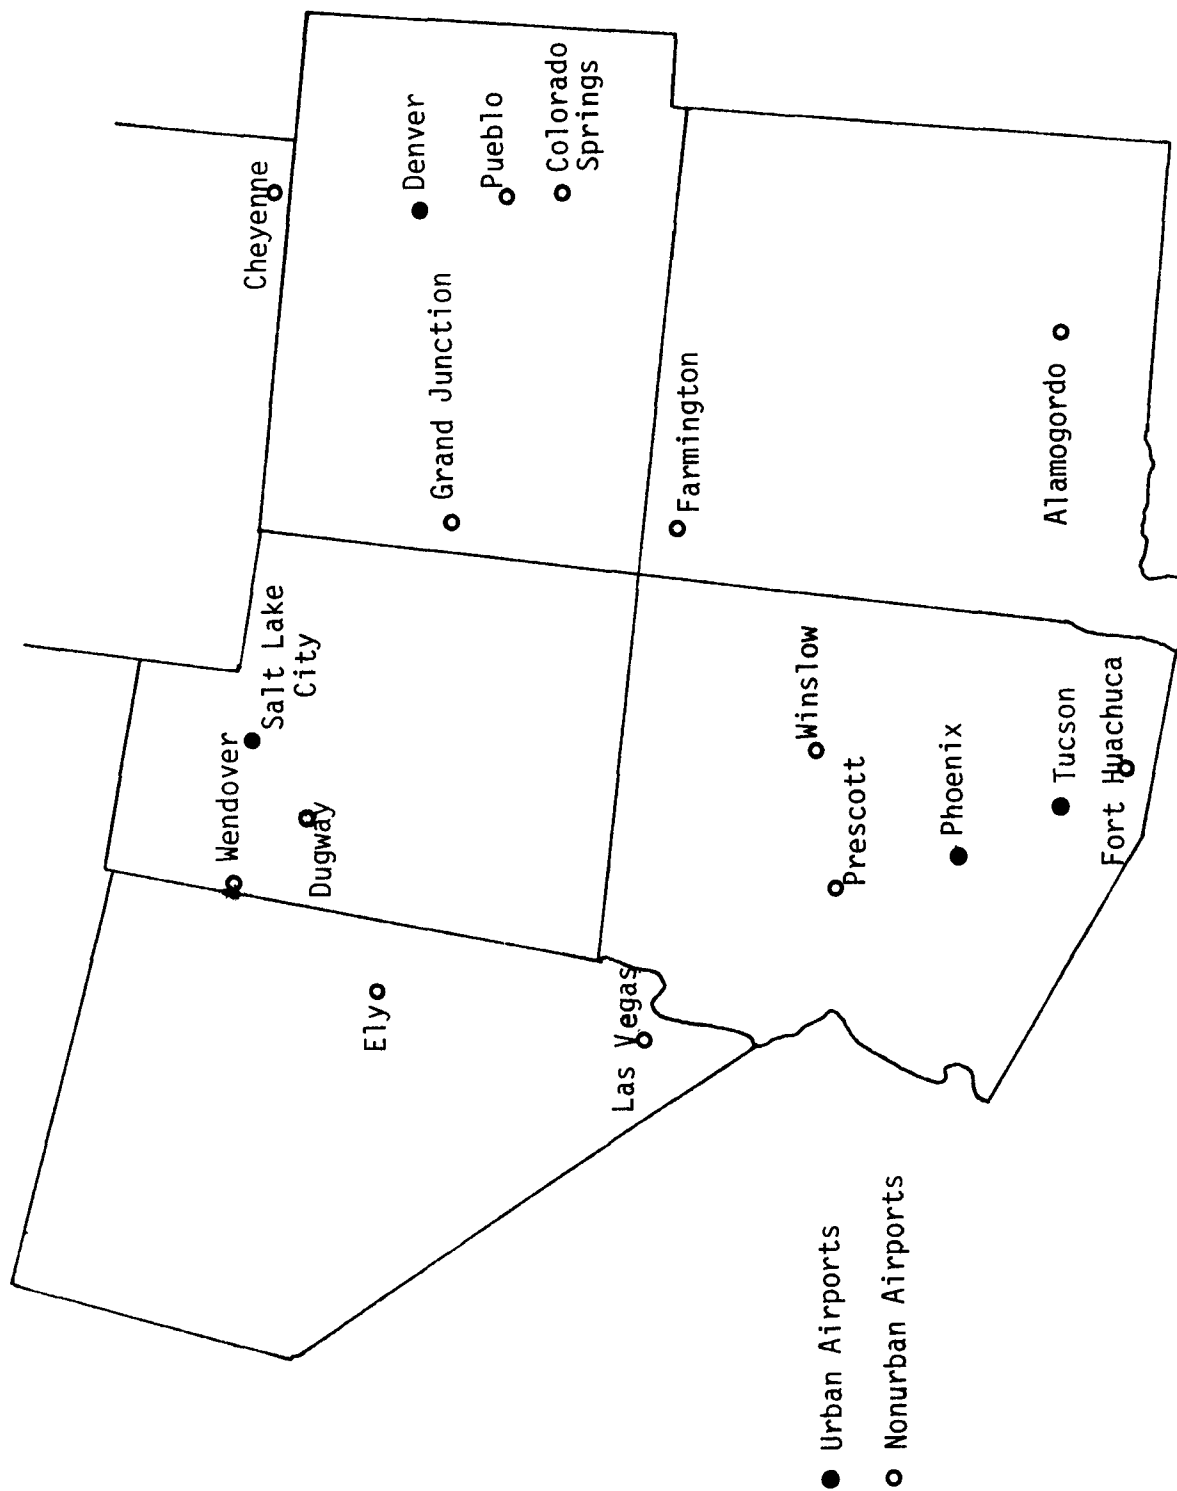 Cheyenne
Wendover
Salt Lake
City
Dugway
Denver
Pueblo
Colorado
Springs
Grand Junction
Ely
Las Vegas
Farmington
Winslow
Prescott
Phoenix
Tucson
Fort Huachuca
Alamogordo
Urban Airports
Nonurban Airports